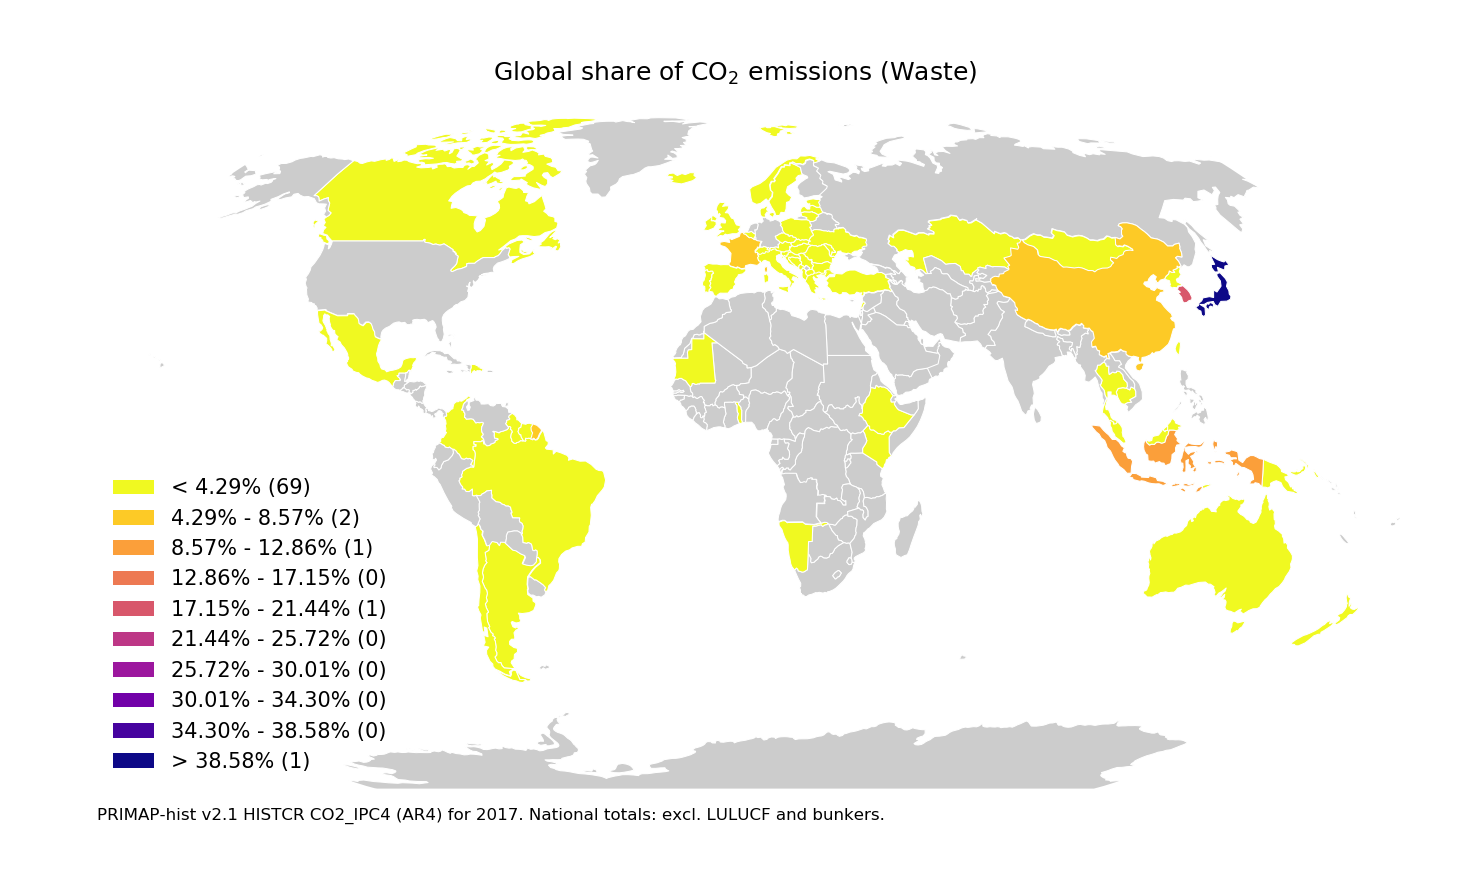 Global share of CO₂ emissions (Waste)
< 4.29% (69)
4.29% - 8.57% (2)
8.57% - 12.86% (1)
12.86% - 17.15% (0)
17.15% - 21.44% (1)
21.44% - 25.72% (0)
25.72% - 30.01% (0)
30.01% - 34.30% (0)
34.30% - 38.58% (0)
> 38.58% (1)
PRIMAP-hist v2.1 HISTCR CO2_IPC4 (AR4) for 2017. National totals: excl. LULUCF and bunkers.